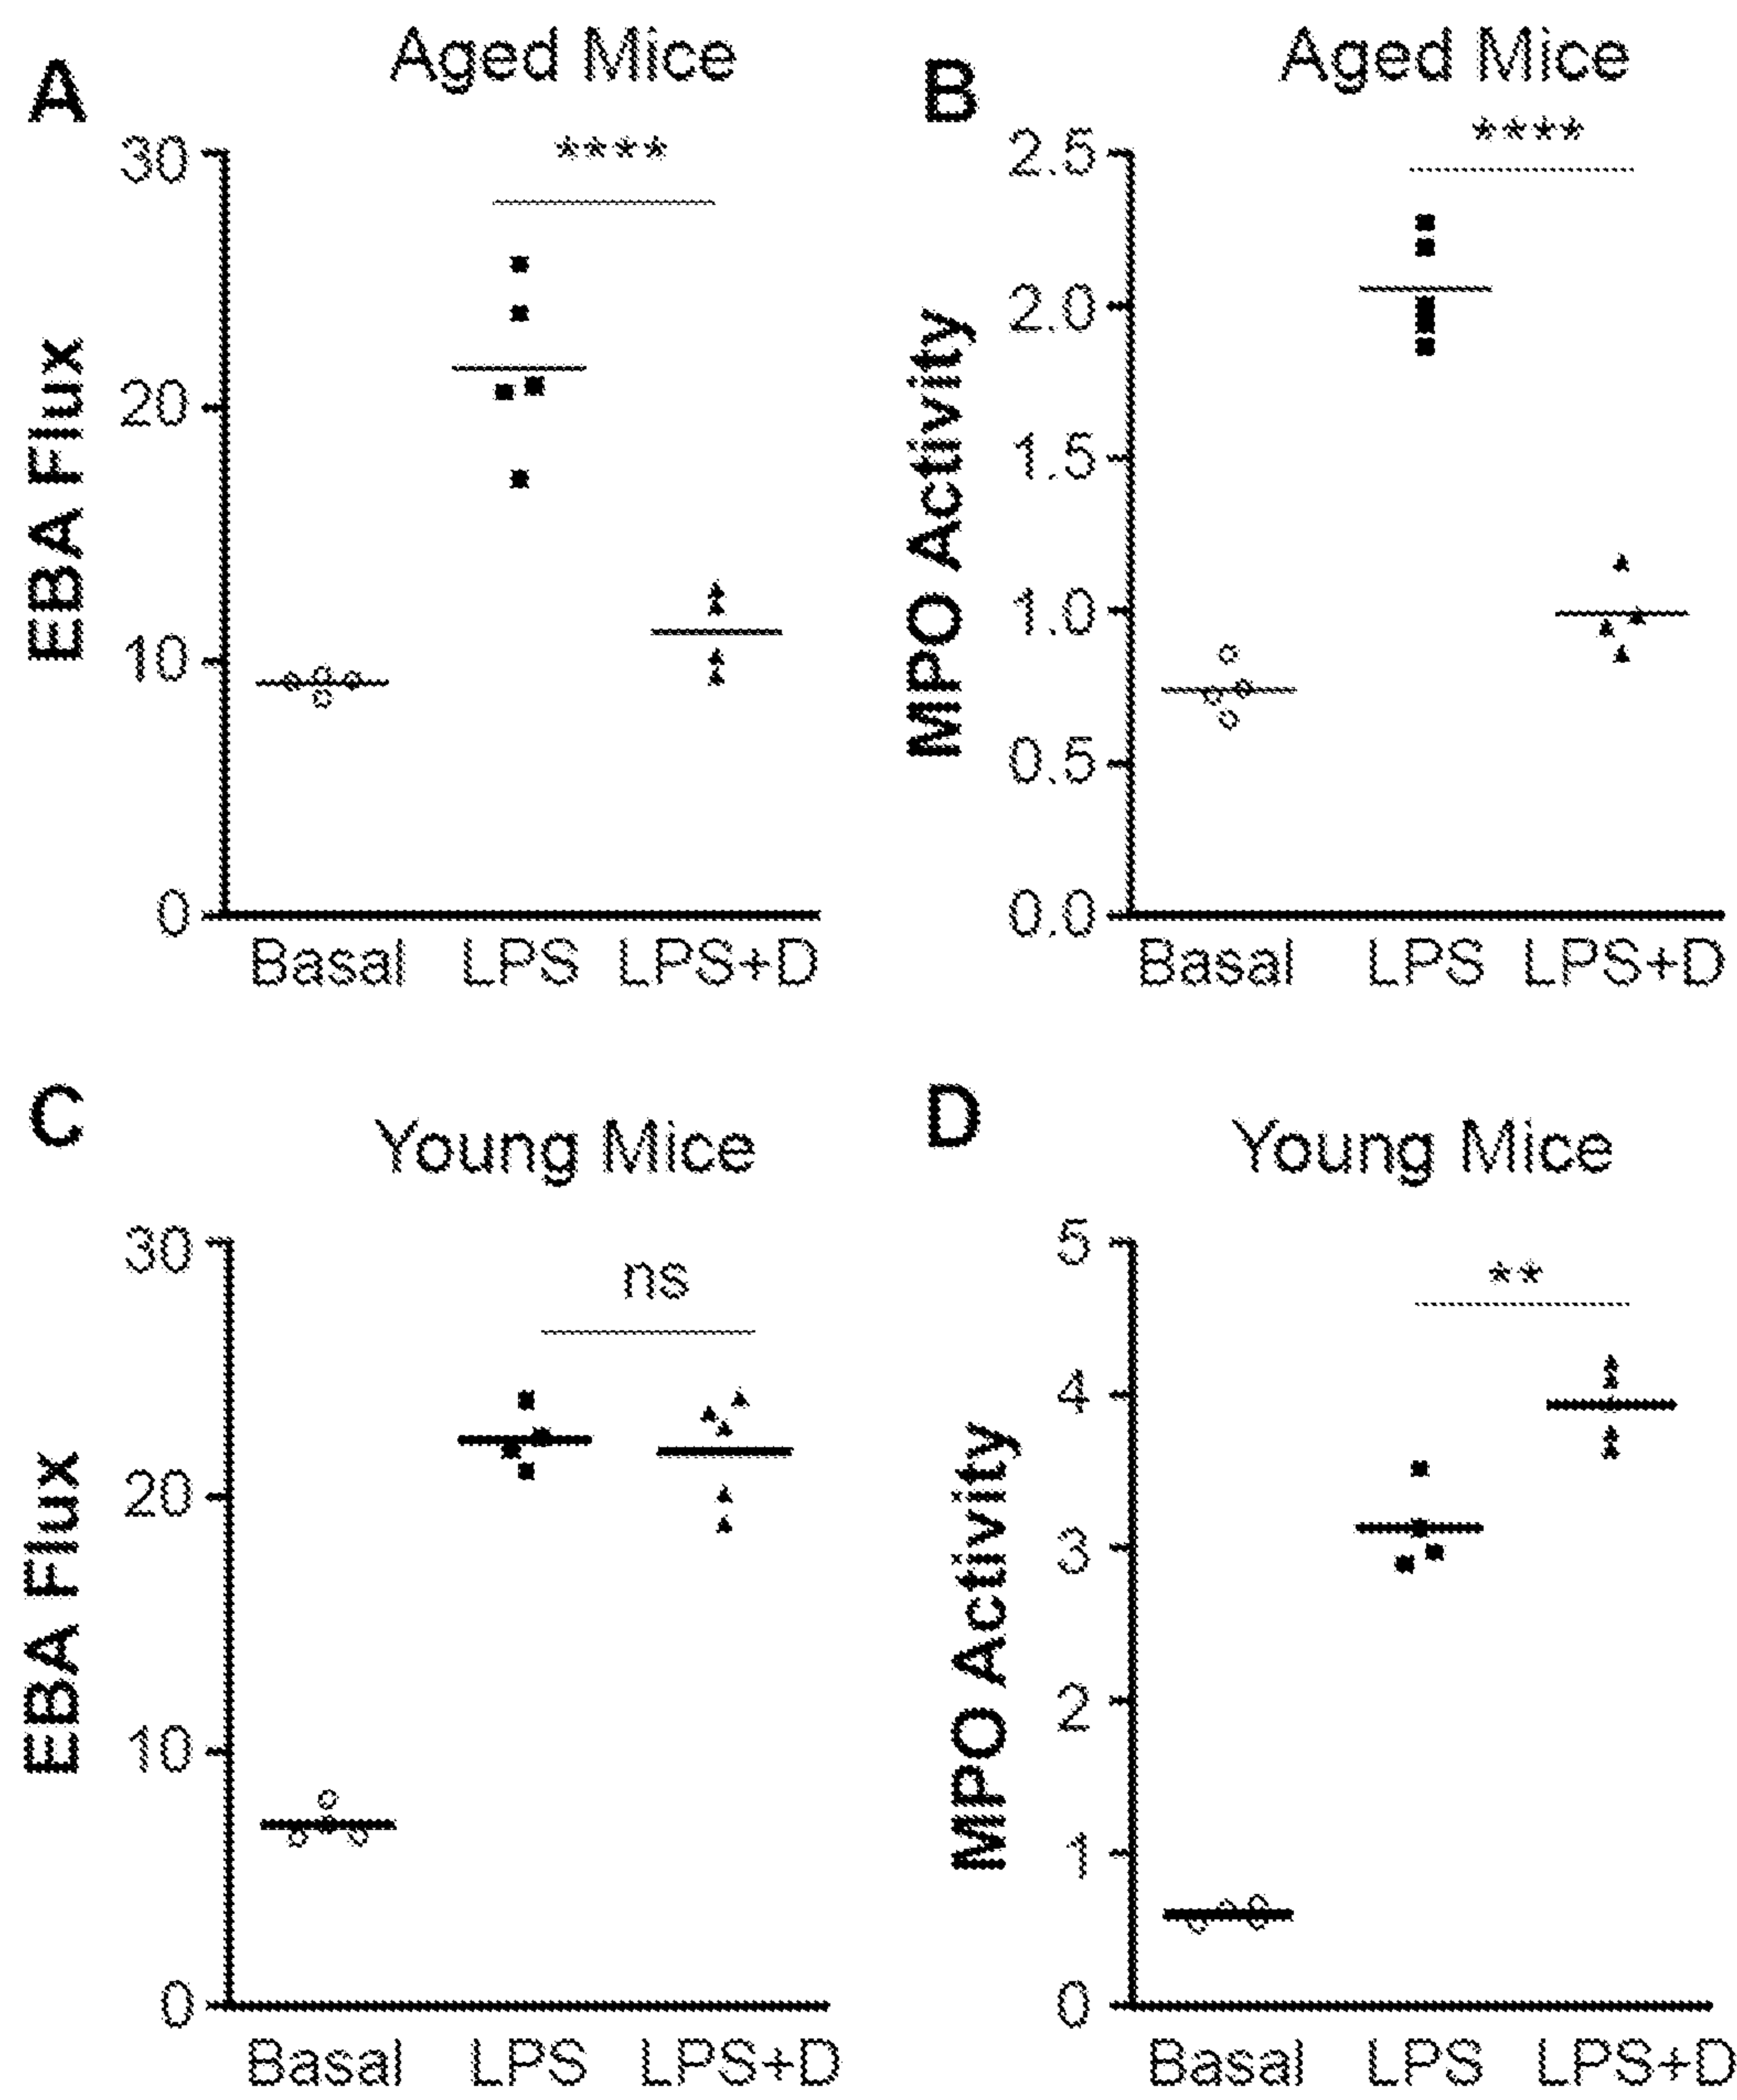 A
Aged Mice
****
EBA Flux
30
20
10
0
Basal LPS LPS+D
B
Aged Mice
****
MPO Activity
2.5
2.0
1.5
1.0
0.5
0.0
Basal LPS LPS+D
C
Young Mice
ns
EBA Flux
30
20
10
0
Basal LPS LPS+D
D
Young Mice
**
MPO Activity
5
4
3
2
1
0
Basal LPS LPS+D